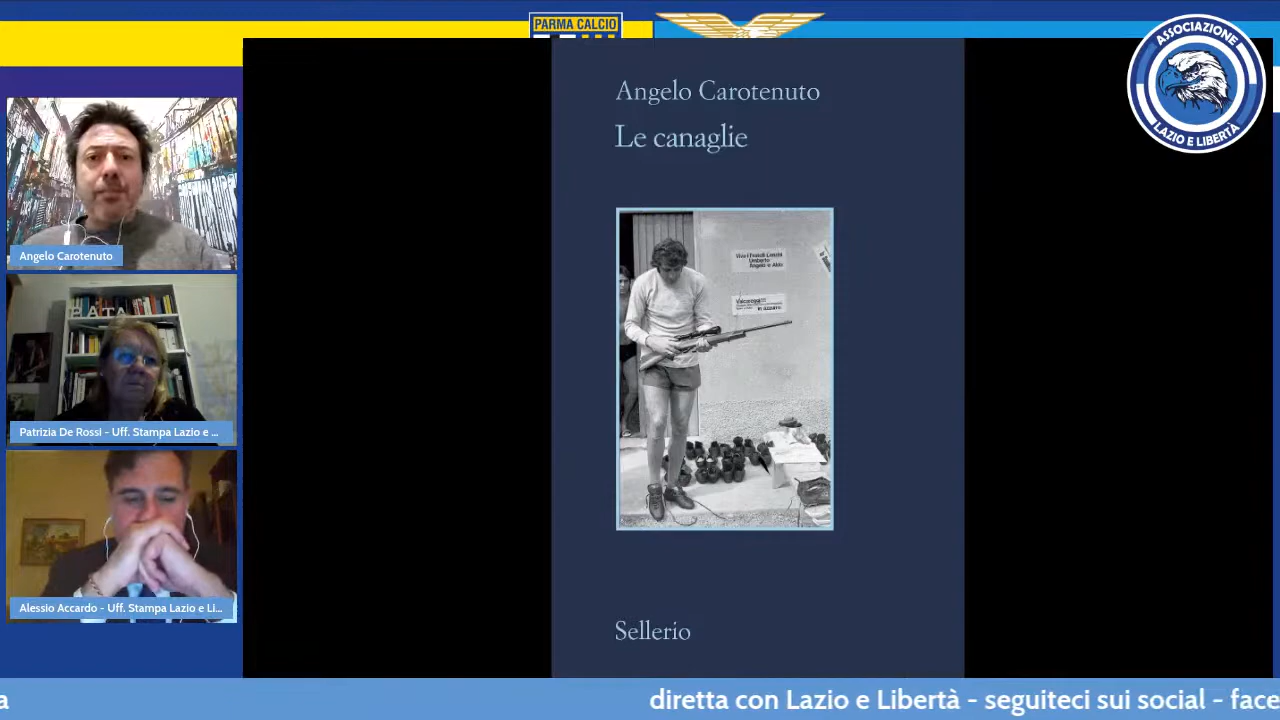 PARMA CALCIO
ASSOCIAZIONE
LAZIO E LIBERTÀ
Angelo Carotenuto
Le canaglie
Sellerio
Angelo Carotenuto
BATA
Patrizia De Rossi - Uff. Stampa Lazio e ...
Alessio Accardo - Uff. Stampa Lazio e Li...
a
diretta con Lazio e Libertà - seguiteci sui social - face